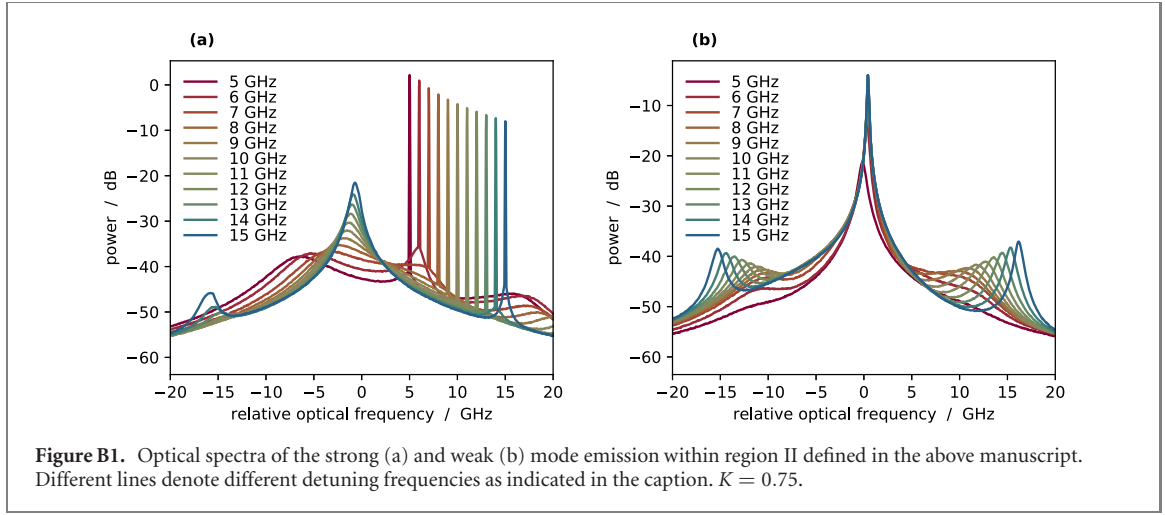 (a)
5 GHz
6 GHz
7 GHz
8 GHz
9 GHz
10 GHz
11 GHz
12 GHz
13 GHz
14 GHz
15 GHz
0
−10
−20
−30
−40
−50
−60
power / dB
−20 −15 −10 −5 0 5 10 15 20
relative optical frequency / GHz
(b)
5 GHz
6 GHz
7 GHz
8 GHz
9 GHz
10 GHz
11 GHz
12 GHz
13 GHz
14 GHz
15 GHz
−10
−20
−30
−40
−50
−60
power / dB
−20 −15 −10 −5 0 5 10 15 20
relative optical frequency / GHz
Figure B1. Optical spectra of the strong (a) and weak (b) mode emission within region II defined in the above manuscript.
Different lines denote different detuning frequencies as indicated in the caption. K = 0.75.